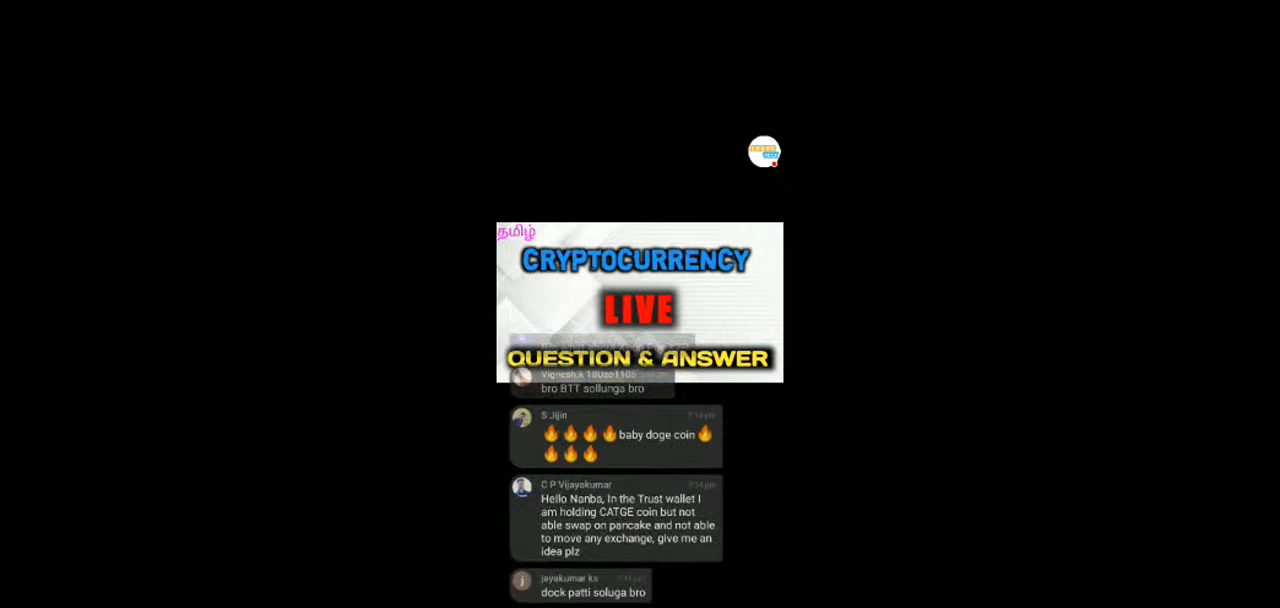 தமிழ்
CRYPTOCURRENCY
LIVE
QUESTION & ANSWER
Vignesh.k 18Uzo1105
bro BTT sollunga bro
S Jijin 7:14 pm
🔥🔥🔥🔥baby doge coin🔥
🔥🔥🔥
C P Vijayakumar 7:14 pm
Hello Nanba, In the Trust wallet I
am holding CATGE coin but not
able swap on pancake and not able
to move any exchange, give me an
idea plz
jayakumar ks
dock patti soluga bro